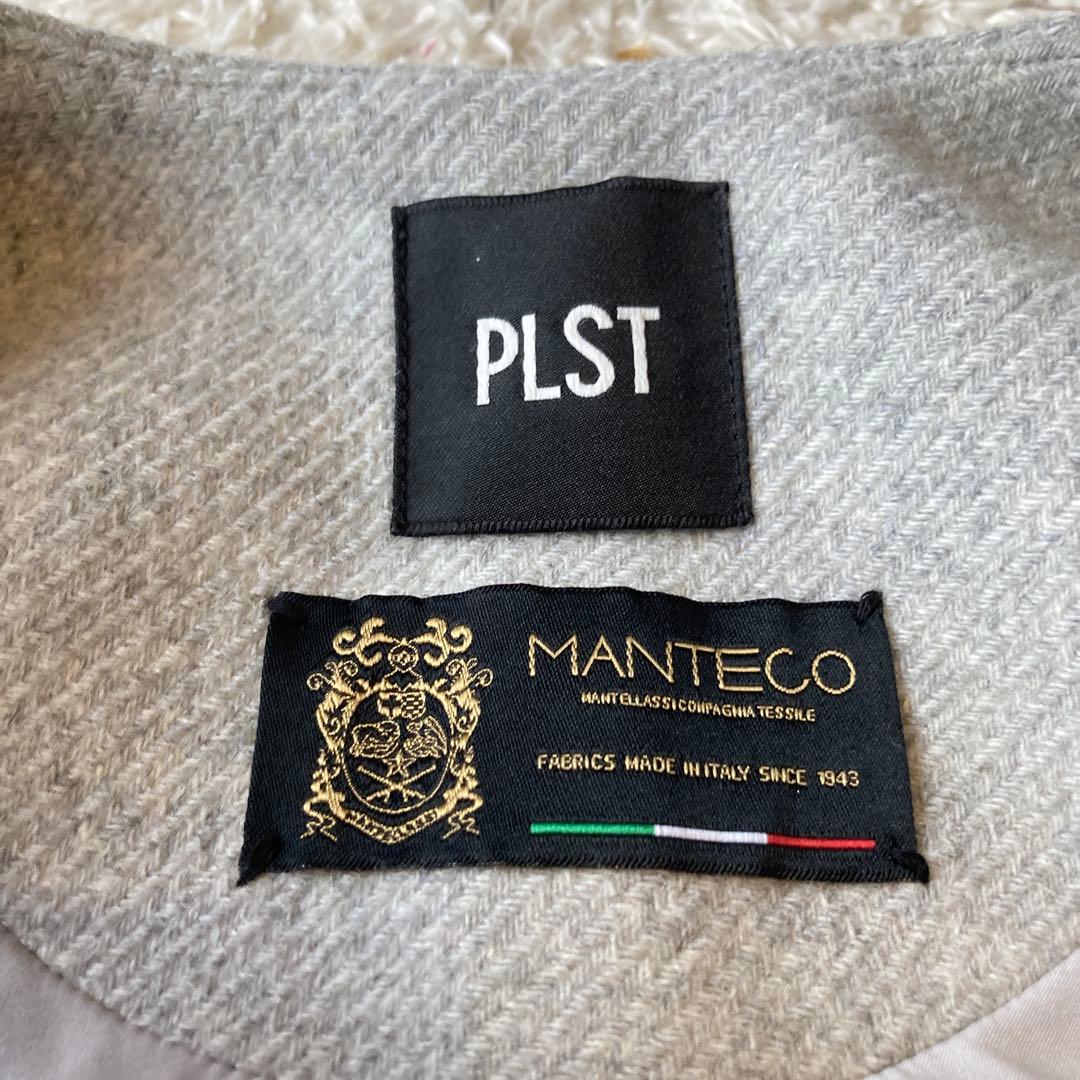 PLST
MANTECO
MANTELLASSI COMPAGNIA TESSILE
FABRICS MADE IN ITALY SINCE 1943